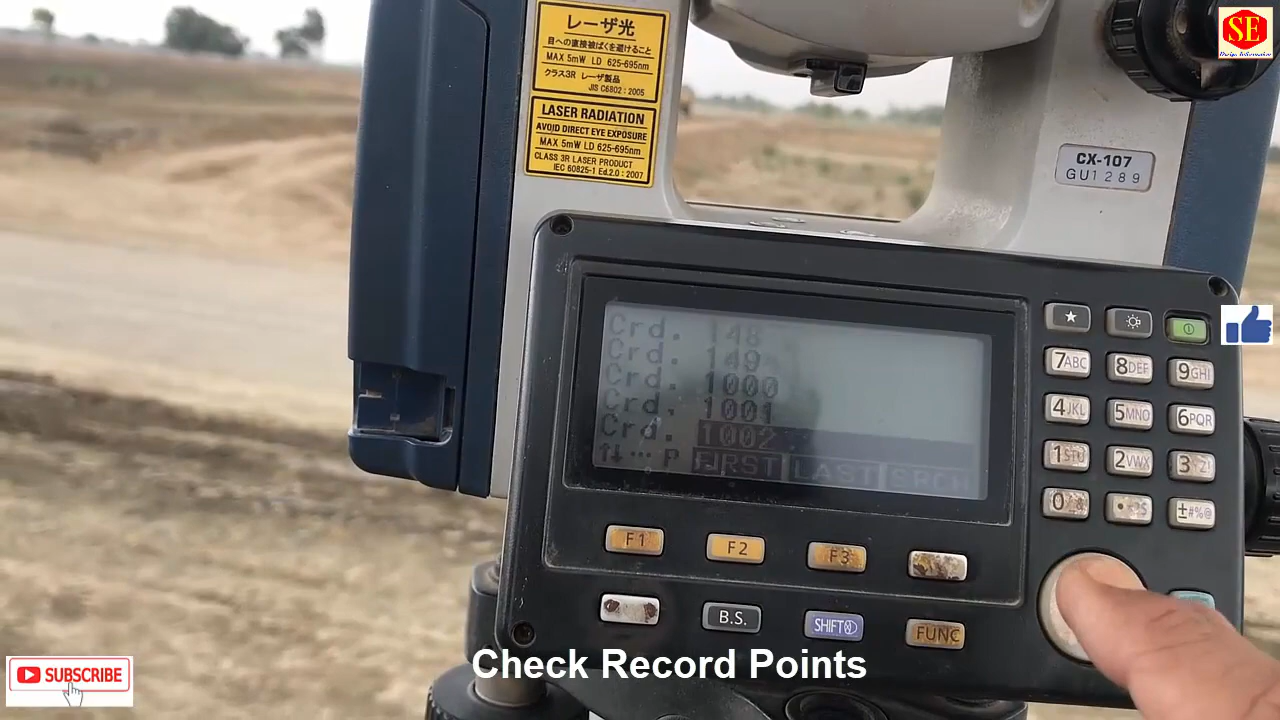 レーザ光
目への直接被ばくを避けること
MAX 5mW LD 625-695nm
クラス3R レーザ製品
JIS C6802 : 2005
LASER RADIATION
AVOID DIRECT EYE EXPOSURE
MAX 5mW LD 625-695nm
CLASS 3R LASER PRODUCT
IEC 60825-1 Ed.2.0 : 2007
SE
CX-107
GU1289
Crd. 148
Crd. 149
Crd. 1000
Crd. 1001
Crd. 1002
P FIRST LAST SRCH
7ABC 8DEF 9GHI
4JKL 5MNO 6PQR
1STU 2VWX 3YZ!
0 ±#%@
F1 F2 F3
B.S. SHIFT FUNC
Check Record Points
SUBSCRIBE